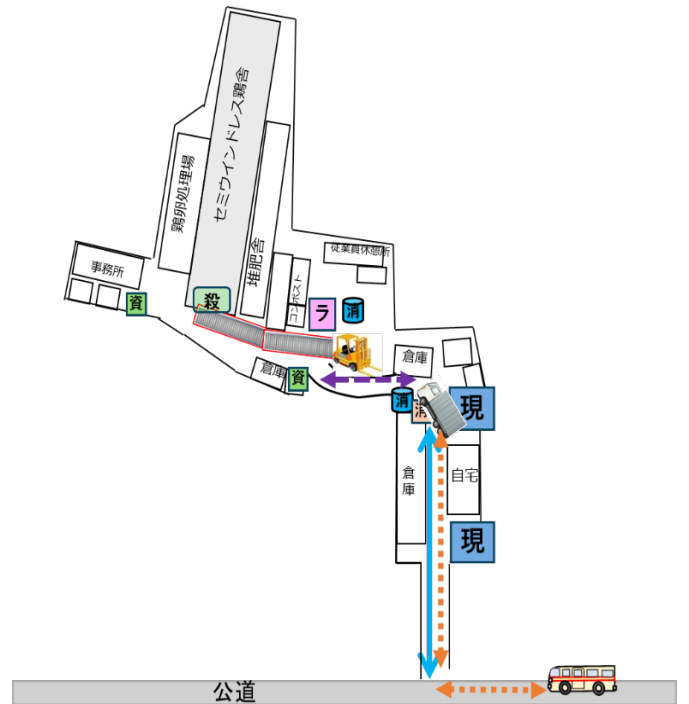 セミウインドレス鶏舎
鶏卵処理場
堆肥舎
従業員休憩所
事務所
コンポスト
資
殺
ラ
消
倉庫
倉庫
資
消
消
現
倉庫
自宅
現
公道